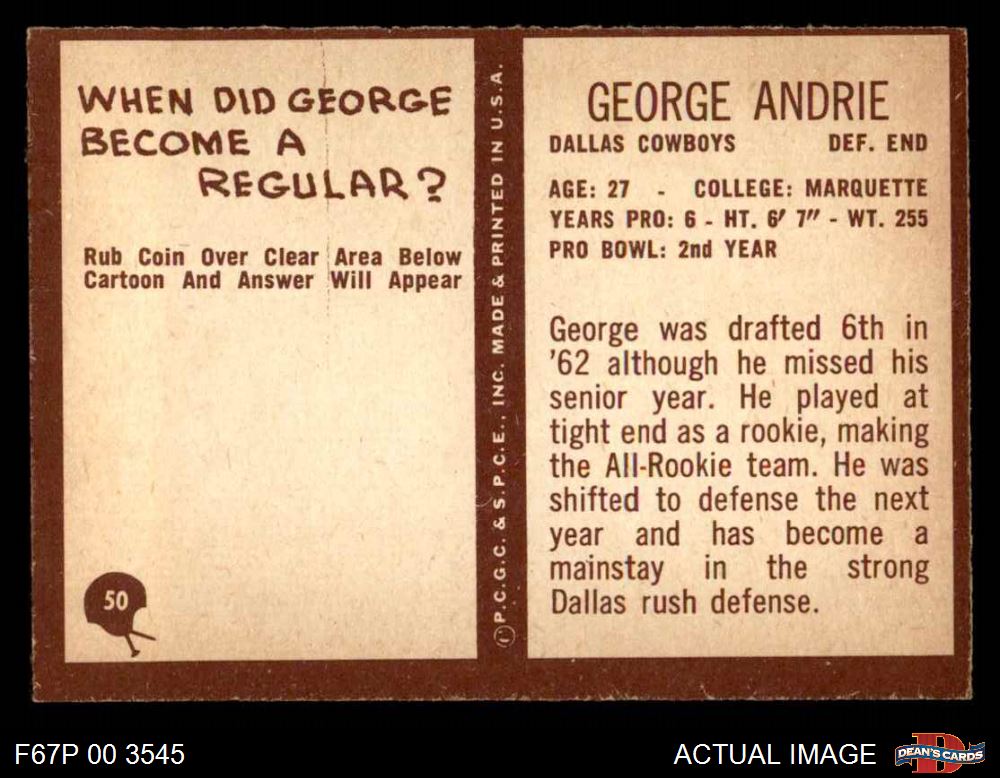 WHEN DID GEORGE
BECOME A
REGULAR?
Rub Coin Over Clear Area Below
Cartoon And Answer Will Appear
50
©P.C.G.C. & S.P.C.E., INC. MADE & PRINTED IN U.S.A.
GEORGE ANDRIE
DALLAS COWBOYS DEF. END
AGE: 27 - COLLEGE: MARQUETTE
YEARS PRO: 6 - HT. 6' 7" - WT. 255
PRO BOWL: 2nd YEAR
George was drafted 6th in
'62 although he missed his
senior year. He played at
tight end as a rookie, making
the All-Rookie team. He was
shifted to defense the next
year and has become a
mainstay in the strong
Dallas rush defense.
F67P 00 3545
ACTUAL IMAGE
D
DEAN'S CARDS